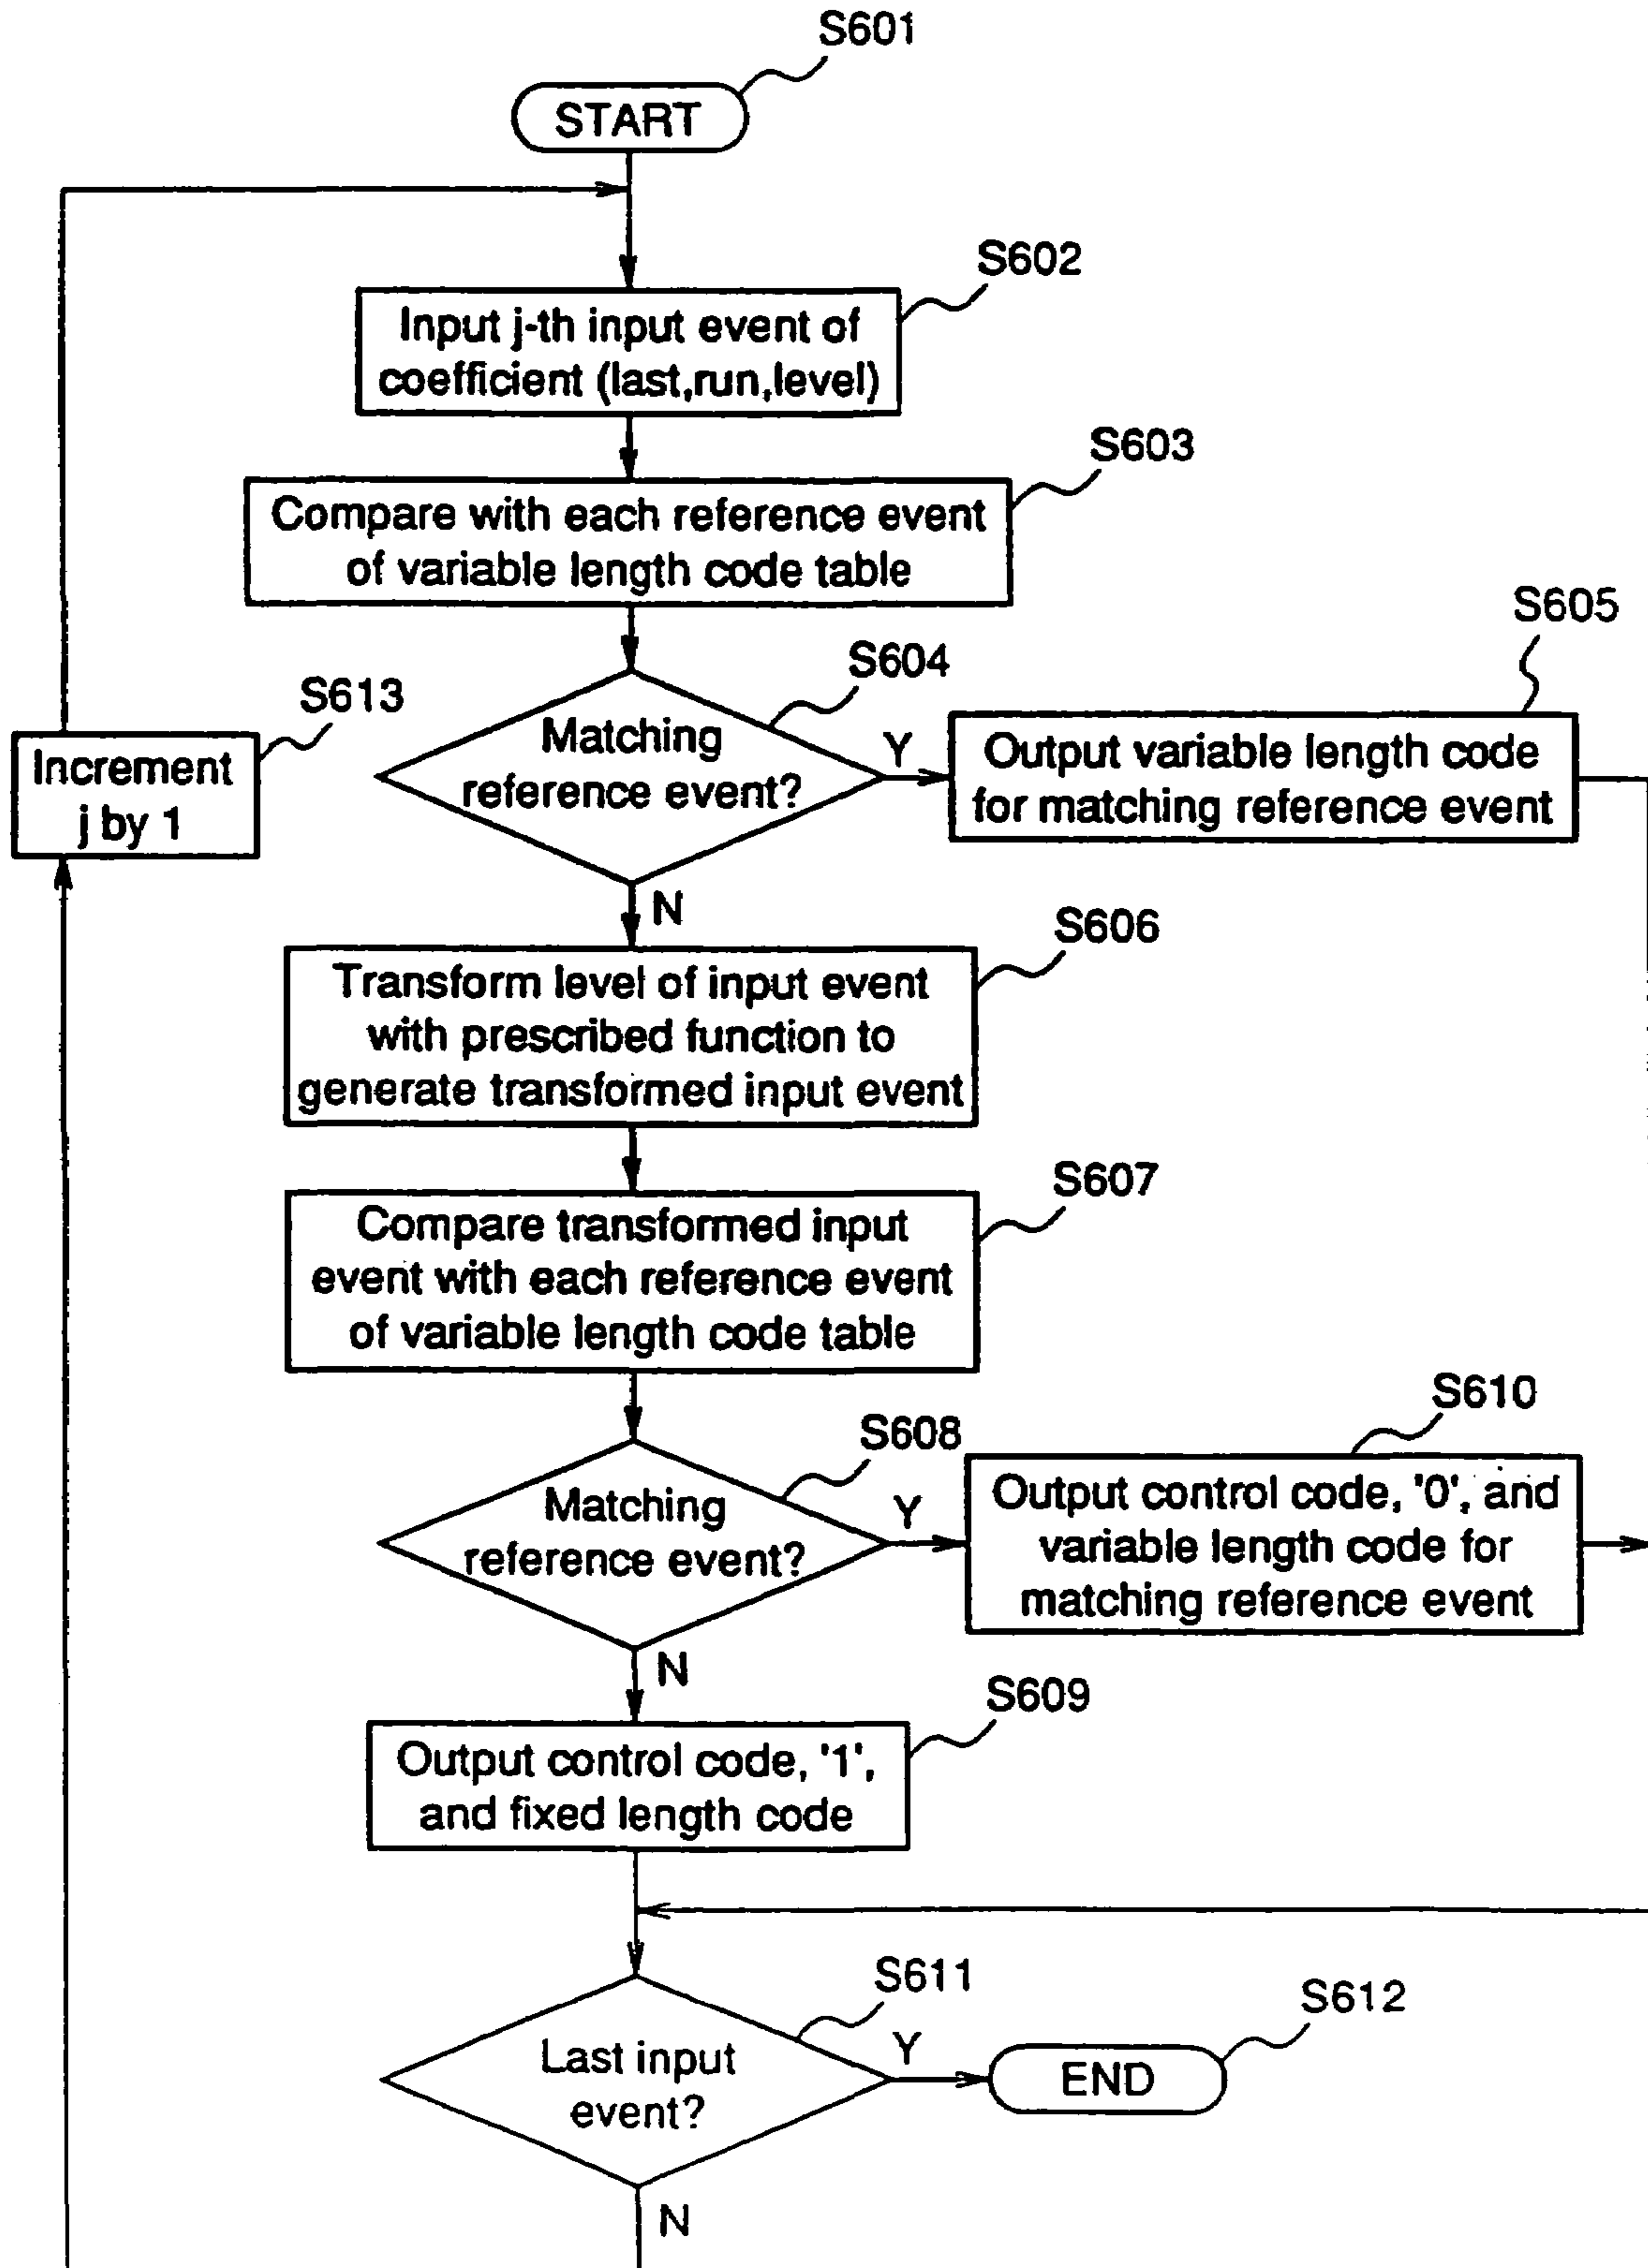 S601
START
S602
Input j-th input event of
coefficient (last,run,level)
S603
Compare with each reference event
of variable length code table
S604
Matching
reference event?
Y
S605
Output variable length code
for matching reference event
S613
Increment
j by 1
N
S606
Transform level of input event
with prescribed function to
generate transformed input event
S607
Compare transformed input
event with each reference event
of variable length code table
S608
Matching
reference event?
Y
S610
Output control code, '0', and
variable length code for
matching reference event
N
S609
Output control code, '1',
and fixed length code
S611
Last input
event?
Y
S612
END
N